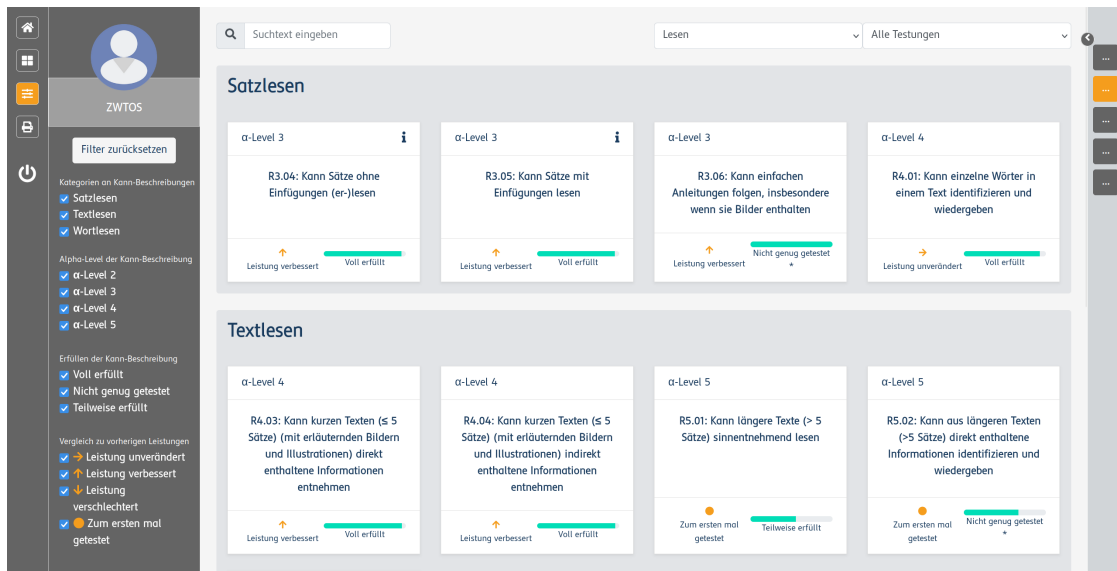 ZWTOS
Filter zurücksetzen
Kategorien an Kann-Beschreibungen
Satzlesen
Textlesen
Wortlesen
Alpha-Level der Kann-Beschreibung
α-Level 2
α-Level 3
α-Level 4
α-Level 5
Erfüllen der Kann-Beschreibung
Voll erfüllt
Nicht genug getestet
Teilweise erfüllt
Vergleich zu vorherigen Leistungen
→ Leistung unverändert
↑ Leistung verbessert
↓ Leistung
verschlechtert
Zum ersten mal
getestet
Suchtext eingeben
Lesen
Alle Testungen
Satzlesen
α-Level 3
i
R3.04: Kann Sätze ohne
Einfügungen (er-)lesen
↑
Leistung verbessert
Voll erfüllt
α-Level 3
i
R3.05: Kann Sätze mit
Einfügungen lesen
↑
Leistung verbessert
Voll erfüllt
α-Level 3
R3.06: Kann einfachen
Anleitungen folgen, insbesondere
wenn sie Bilder enthalten
↑
Leistung verbessert
Nicht genug getestet
*
α-Level 4
R4.01: Kann einzelne Wörter in
einem Text identifizieren und
wiedergeben
→
Leistung unverändert
Voll erfüllt
Textlesen
α-Level 4
R4.03: Kann kurzen Texten (≤ 5
Sätze) (mit erläuternden Bildern
und Illustrationen) direkt
enthaltene Informationen
entnehmen
↑
Leistung verbessert
Voll erfüllt
α-Level 4
R4.04: Kann kurzen Texten (≤ 5
Sätze) (mit erläuternden Bildern
und Illustrationen) indirekt
enthaltene Informationen
entnehmen
↑
Leistung verbessert
Voll erfüllt
α-Level 5
R5.01: Kann längere Texte (> 5
Sätze) sinnentnehmend lesen
Zum ersten mal
getestet
Teilweise erfüllt
α-Level 5
R5.02: Kann aus längeren Texten
(>5 Sätze) direkt enthaltene
Informationen identifizieren und
wiedergeben
Zum ersten mal
getestet
Nicht genug getestet
*
...
...
...
...
...